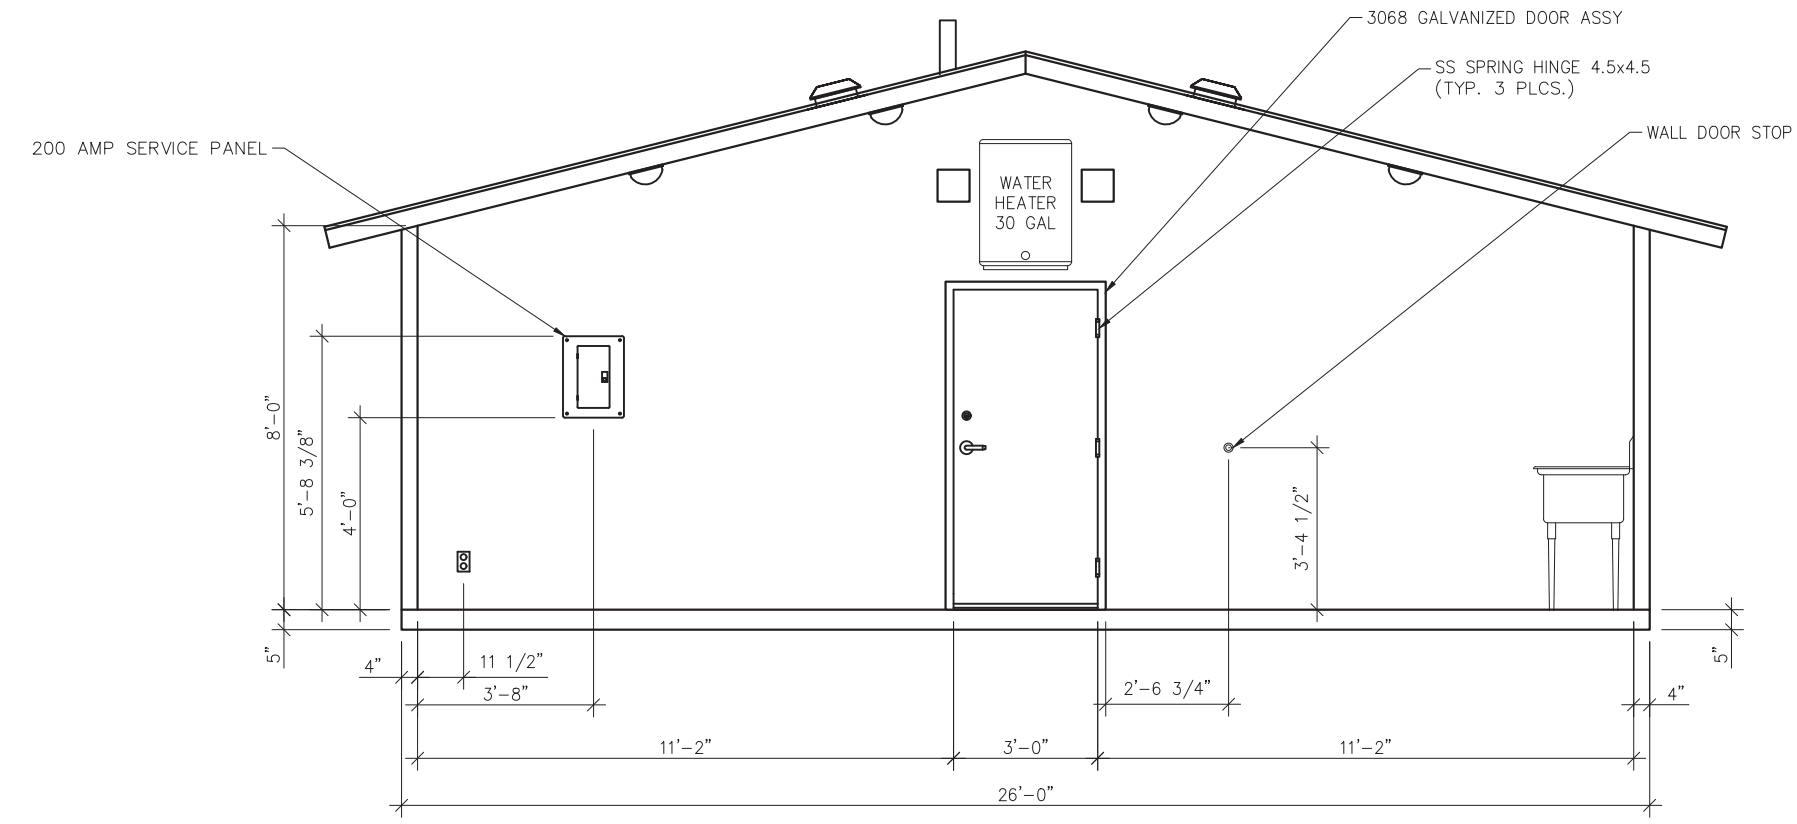 3068 GALVANIZED DOOR ASSY
SS SPRING HINGE 4.5x4.5
(TYP. 3 PLCS.)
WALL DOOR STOP
200 AMP SERVICE PANEL
WATER
HEATER
30 GAL
8'-0"
5'-8 3/8"
4'-0"
3'-4 1/2"
5"
5"
4"
11 1/2"
3'-8"
2'-6 3/4"
4"
11'-2"
3'-0"
11'-2"
26'-0"